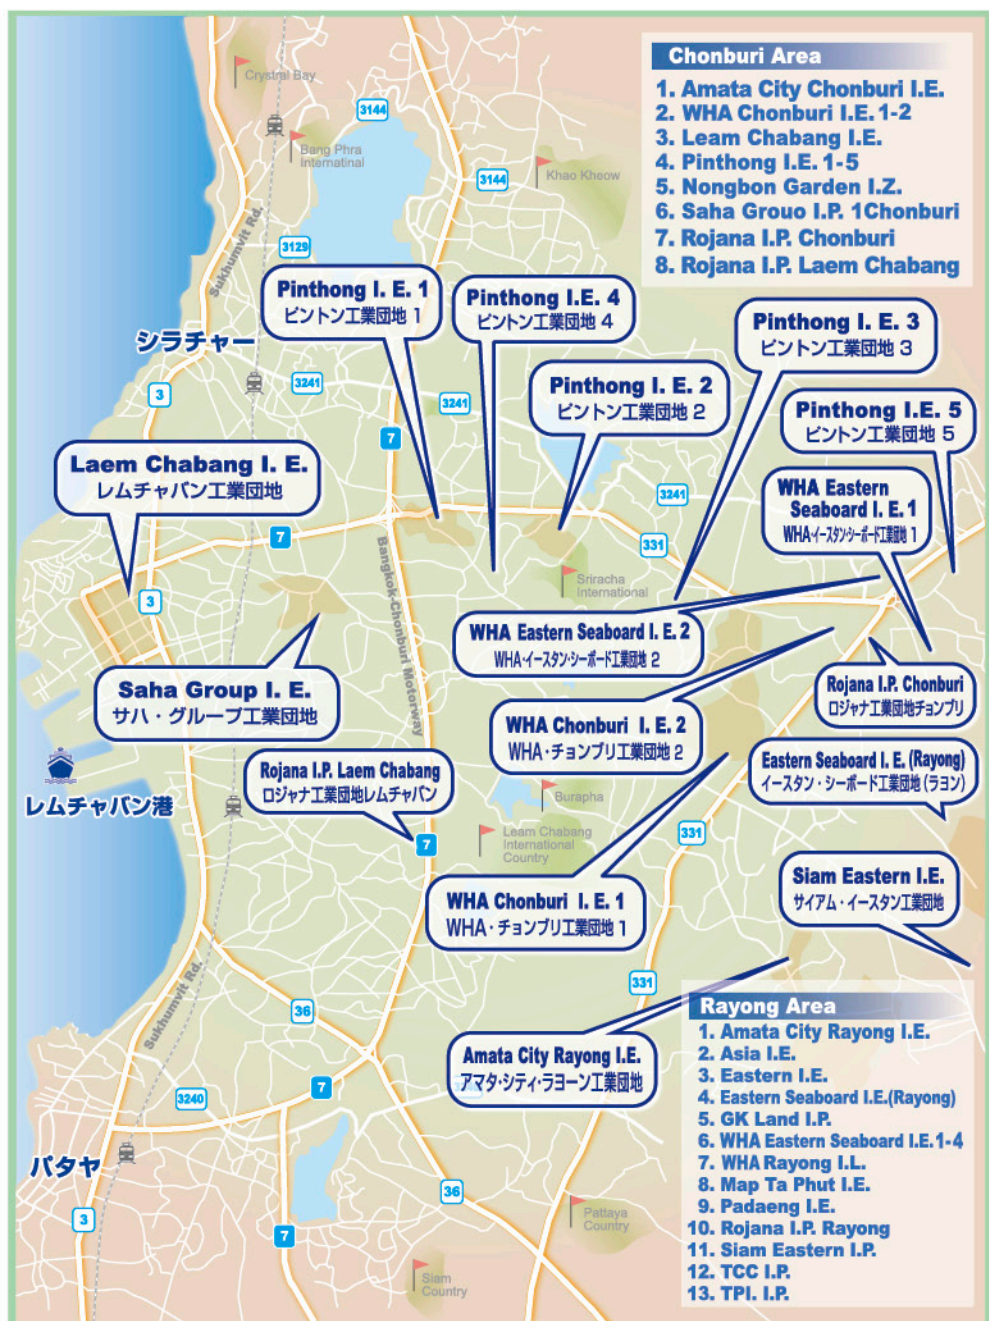 Chonburi Area
1. Amata City Chonburi I.E.
2. WHA Chonburi I.E. 1-2
3. Leam Chabang I.E.
4. Pinthong I.E. 1-5
5. Nongbon Garden I.Z.
6. Saha Grouo I.P. 1Chonburi
7. Rojana I.P. Chonburi
8. Rojana I.P. Laem Chabang
Crystral Bay
3144
Bang Phra
Internatinal
3144
Khao Kheow
Sukhumvit Rd.
3129
Pinthong I. E. 1
ピントン工業団地 1
Pinthong I.E. 4
ピントン工業団地 4
Pinthong I. E. 3
ピントン工業団地 3
シラチャー
3
3241
3241
Pinthong I. E. 2
ピントン工業団地 2
Pinthong I.E. 5
ピントン工業団地 5
7
Laem Chabang I. E.
レムチャバン工業団地
WHA Eastern
Seaboard I. E. 1
WHA・イースタン・シーボード工業団地 1
3241
7
331
Bangkok-Chonburi Motorway
Sriracha
International
3
WHA Eastern Seaboard I. E. 2
WHA・イースタン・シーボード工業団地 2
Saha Group I. E.
サハ・グループ工業団地
Rojana I.P. Chonburi
ロジャナ工業団地チョンブリ
WHA Chonburi I. E. 2
WHA・チョンブリ工業団地 2
Eastern Seaboard I. E. (Rayong)
イースタン・シーボード工業団地 (ラヨン)
Rojana I.P. Laem Chabang
ロジャナ工業団地レムチャバン
レムチャバン港
Burapha
7
Leam Chabang
International
Country
331
Siam Eastern I.E.
サイアム・イースタン工業団地
WHA Chonburi I. E. 1
WHA・チョンブリ工業団地 1
Sukhumvit Rd.
331
36
Amata City Rayong I.E.
アマタ・シティ・ラヨーン工業団地
7
3240
パタヤ
3
36
7
Pattaya
Country
Siam
Country
Rayong Area
1. Amata City Rayong I.E.
2. Asia I.E.
3. Eastern I.E.
4. Eastern Seaboard I.E.(Rayong)
5. GK Land I.P.
6. WHA Eastern Seaboard I.E. 1-4
7. WHA Rayong I.L.
8. Map Ta Phut I.E.
9. Padaeng I.E.
10. Rojana I.P. Rayong
11. Siam Eastern I.P.
12. TCC I.P.
13. TPI. I.P.